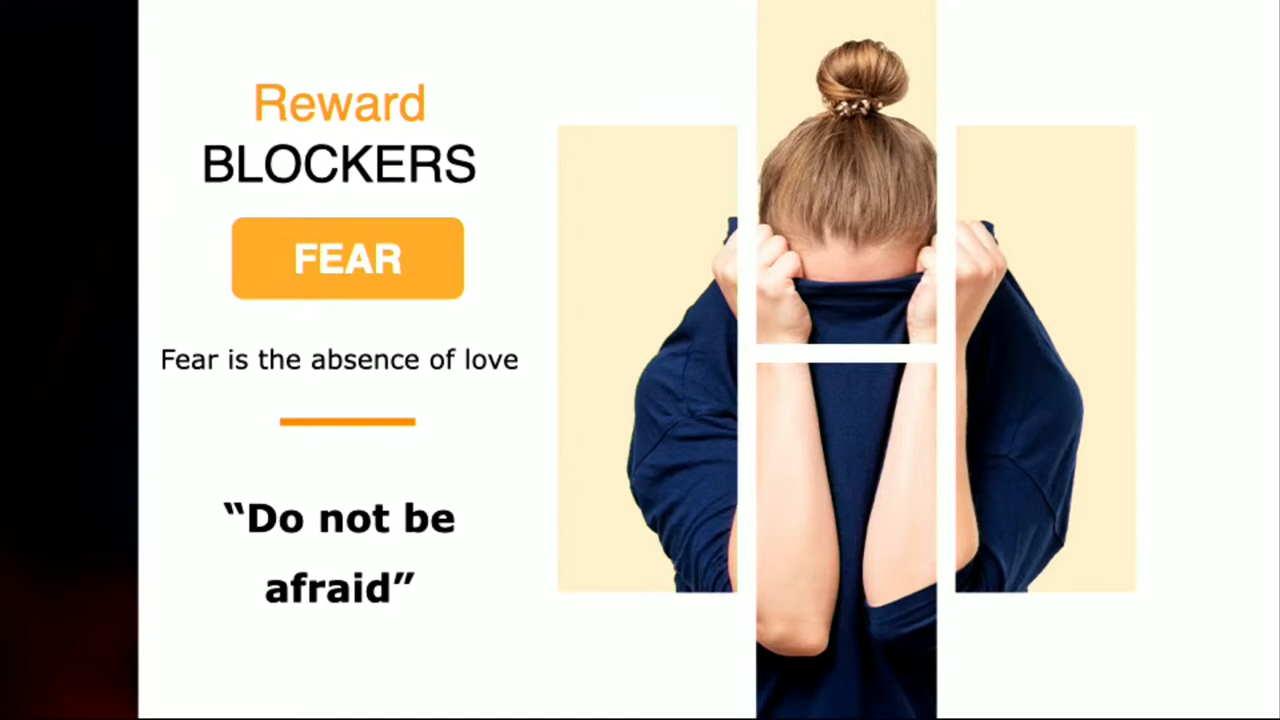 Reward
BLOCKERS
FEAR
Fear is the absence of love
“Do not be
afraid”